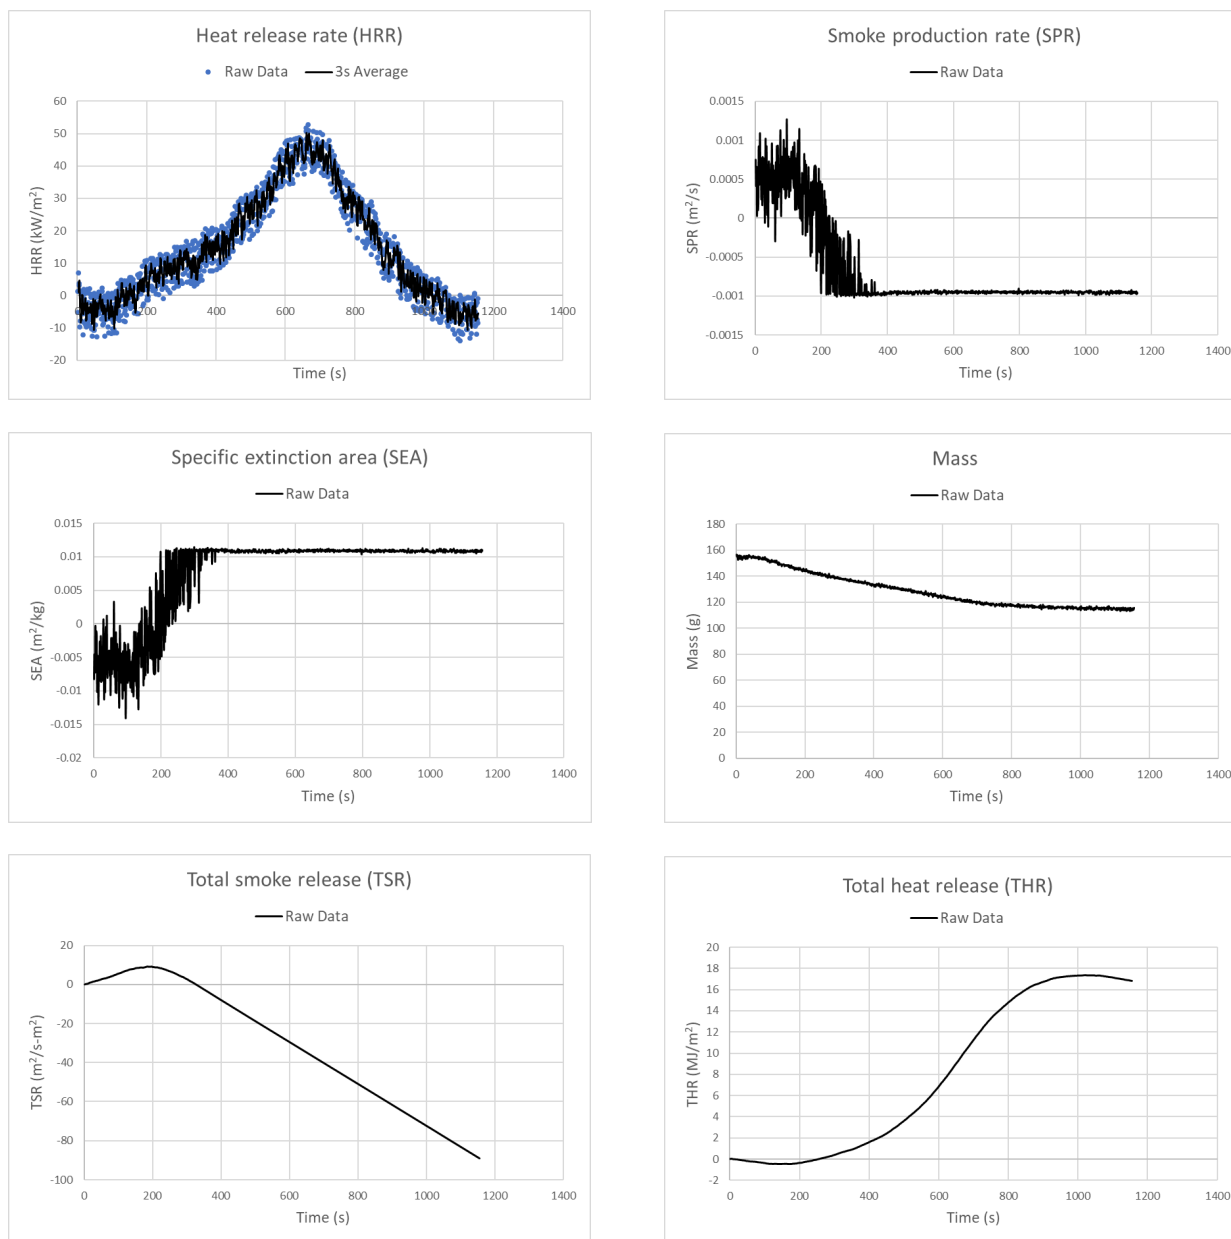 Heat release rate (HRR)
Raw Data 3s Average
60
50
40
30
20
10
0
-10
-20
HRR (kW/m²)
0 200 400 600 800 1000 1200 1400
Time (s)
Smoke production rate (SPR)
Raw Data
0.0015
0.001
0.0005
0
-0.0005
-0.001
-0.0015
SPR (m²/s)
0 200 400 600 800 1000 1200 1400
Time (s)
Specific extinction area (SEA)
Raw Data
0.015
0.010
0.005
0
-0.005
-0.01
-0.015
-0.02
SEA (m²/kg)
0 200 400 600 800 1000 1200 1400
Time (s)
Mass
Raw Data
180
160
140
120
100
80
60
40
20
0
Mass (g)
0 200 400 600 800 1000 1200 1400
Time (s)
Total smoke release (TSR)
Raw Data
20
0
-20
-40
-60
-80
-100
TSR (m²/s-m²)
0 200 400 600 800 1000 1200 1400
Time (s)
Total heat release (THR)
Raw Data
20
18
16
14
12
10
8
6
4
2
0
-2
THR (MJ/m²)
0 200 400 600 800 1000 1200 1400
Time (s)